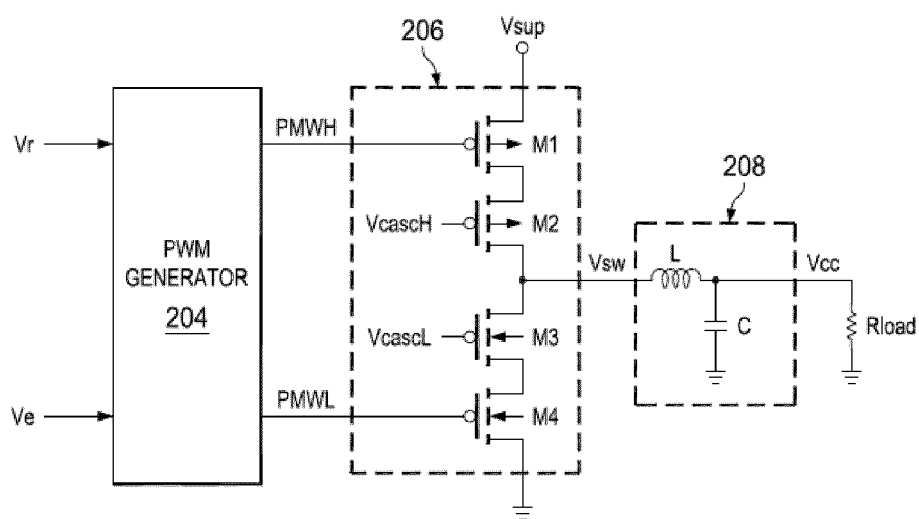 206
Vsup
Vr
PMWH
M1
208
VcascH
M2
PWM
GENERATOR
204
Vsw
L
Vcc
VcascL
M3
C
Rload
Ve
PMWL
M4